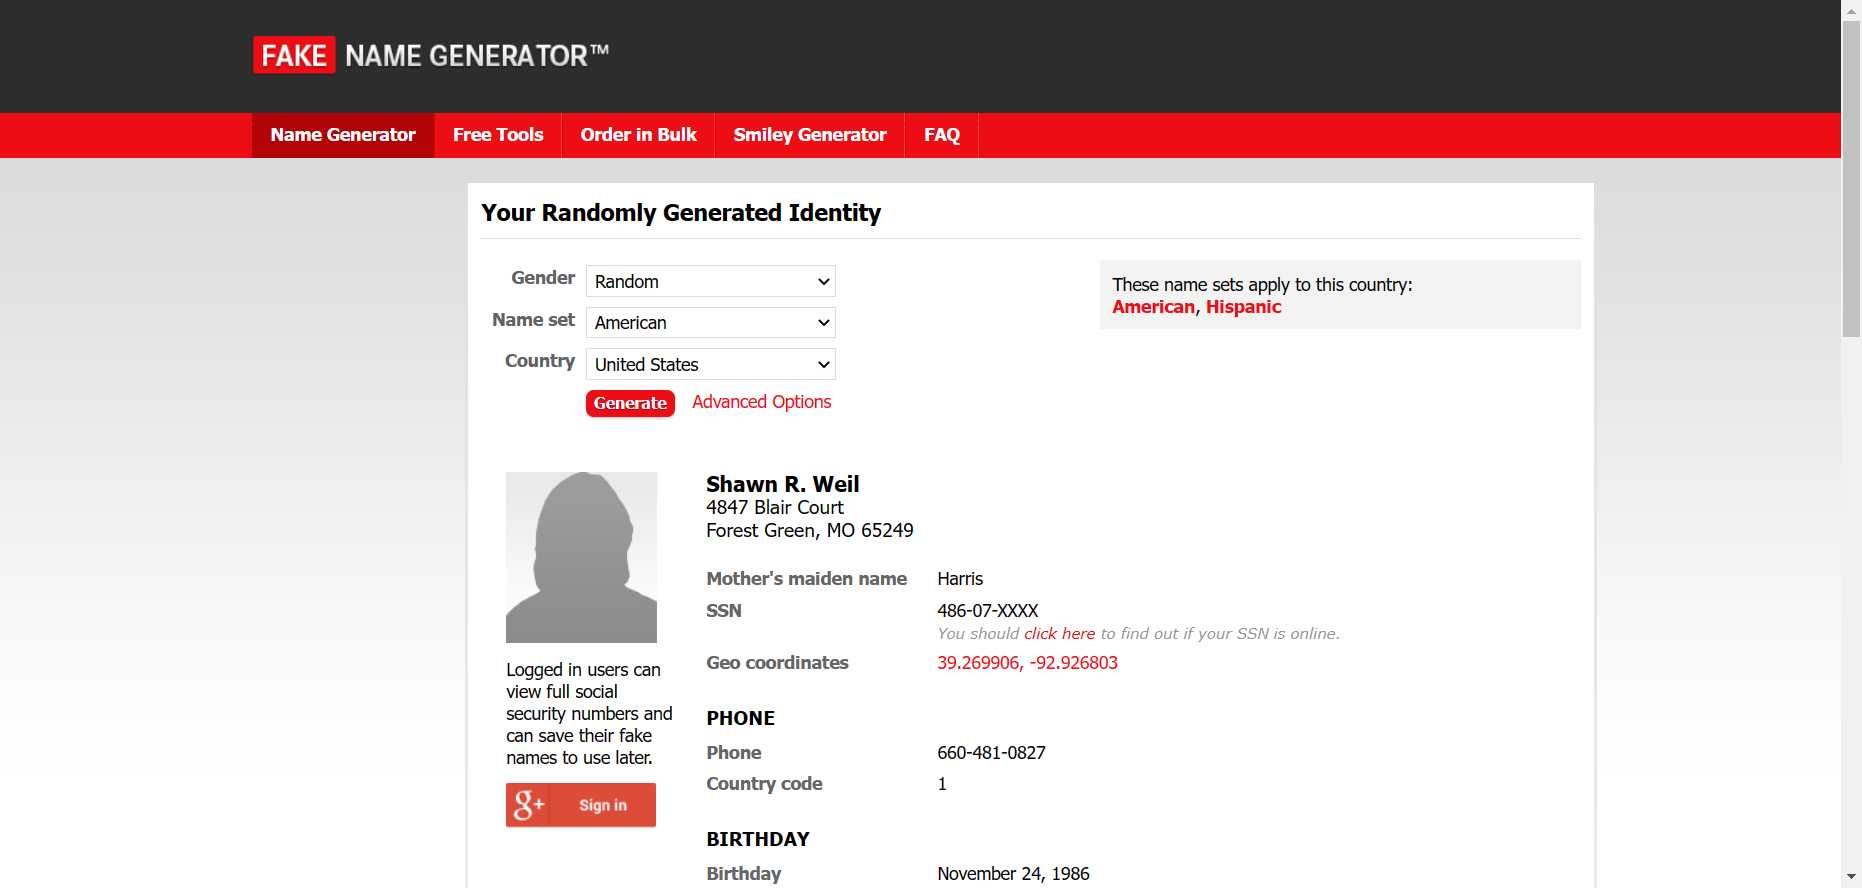 FAKE NAME GENERATOR™
Name Generator Free Tools Order in Bulk Smiley Generator FAQ
Your Randomly Generated Identity
Gender Random
Name set American
Country United States
Generate Advanced Options
These name sets apply to this country:
American, Hispanic
Logged in users can
view full social
security numbers and
can save their fake
names to use later.
g+ Sign in
Shawn R. Weil
4847 Blair Court
Forest Green, MO 65249
Mother's maiden name Harris
SSN 486-07-XXXX
You should click here to find out if your SSN is online.
Geo coordinates 39.269906, -92.926803
PHONE
Phone 660-481-0827
Country code 1
BIRTHDAY
Birthday November 24, 1986